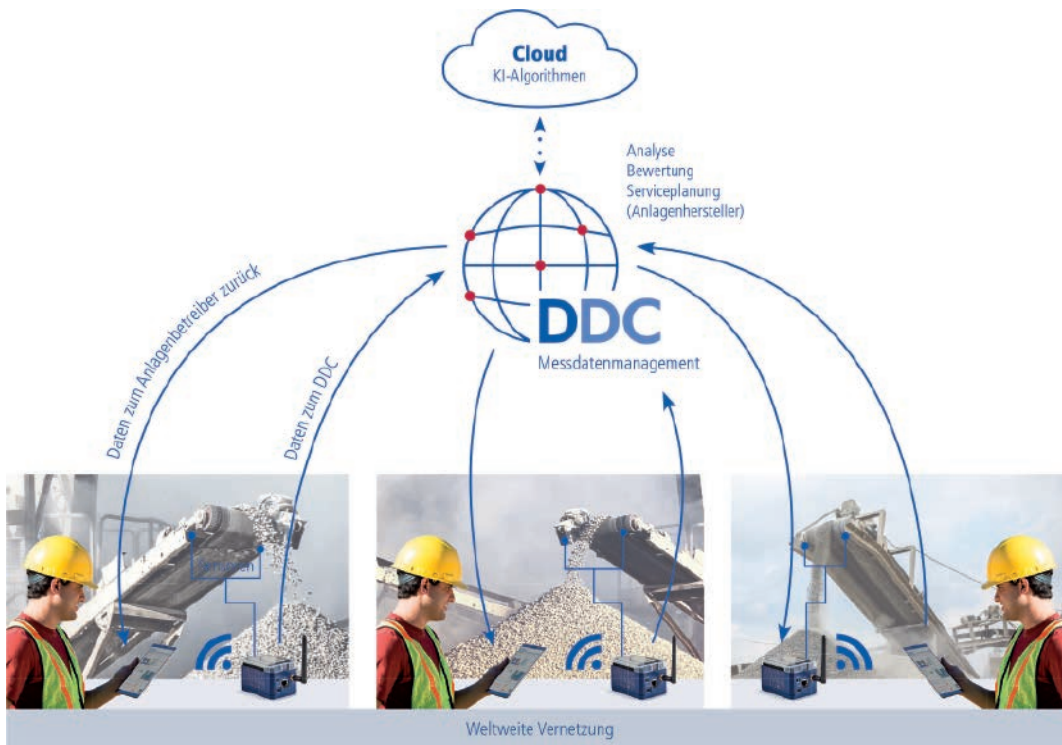 Cloud
KI-Algorithmen
Analyse
Bewertung
Serviceplanung
(Anlagenhersteller)
DDC
Messdatenmanagement
Daten zum Anlagenbetreiber zurück
Daten zum DDC
Weltweite Vernetzung